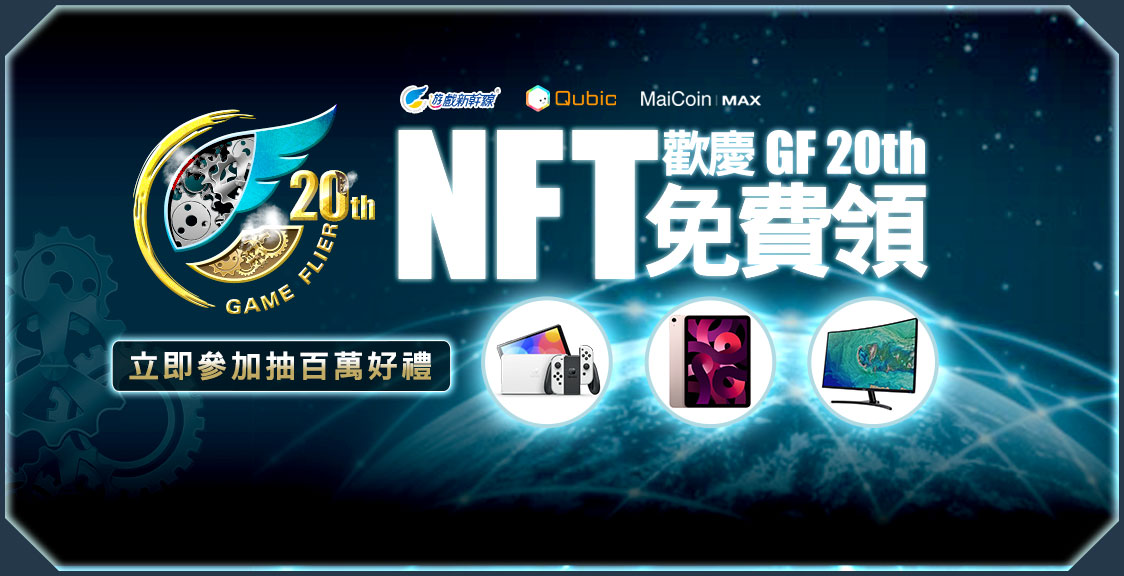 遊戲新幹線 Qubic MaiCoin MAX
NFT 歡慶 GF 20th
免費領
20th
GAME FLIER
立即參加抽百萬好禮